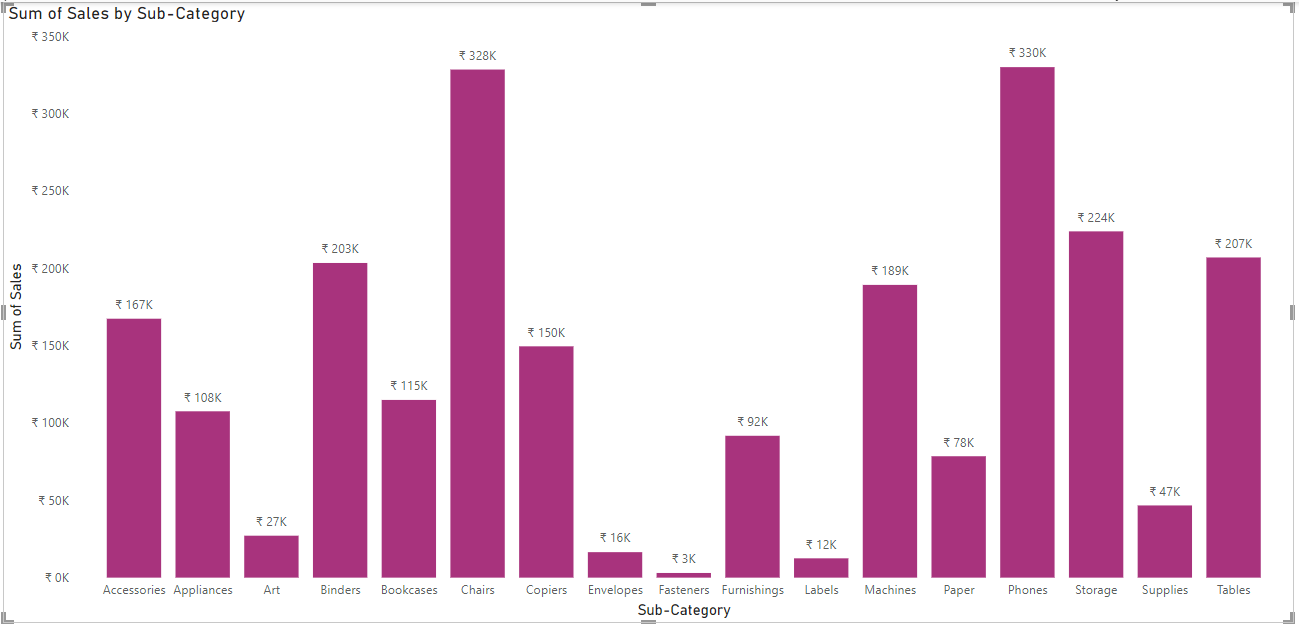 Sum of Sales by Sub-Category
₹ 350K
₹ 300K
₹ 250K
₹ 200K
₹ 150K
₹ 100K
₹ 50K
₹ 0K
Sum of Sales
₹ 167K
₹ 108K
₹ 27K
₹ 203K
₹ 115K
₹ 328K
₹ 150K
₹ 16K
₹ 3K
₹ 92K
₹ 12K
₹ 189K
₹ 78K
₹ 330K
₹ 224K
₹ 47K
₹ 207K
Accessories Appliances Art Binders Bookcases Chairs Copiers Envelopes Fasteners Furnishings Labels Machines Paper Phones Storage Supplies Tables
Sub-Category